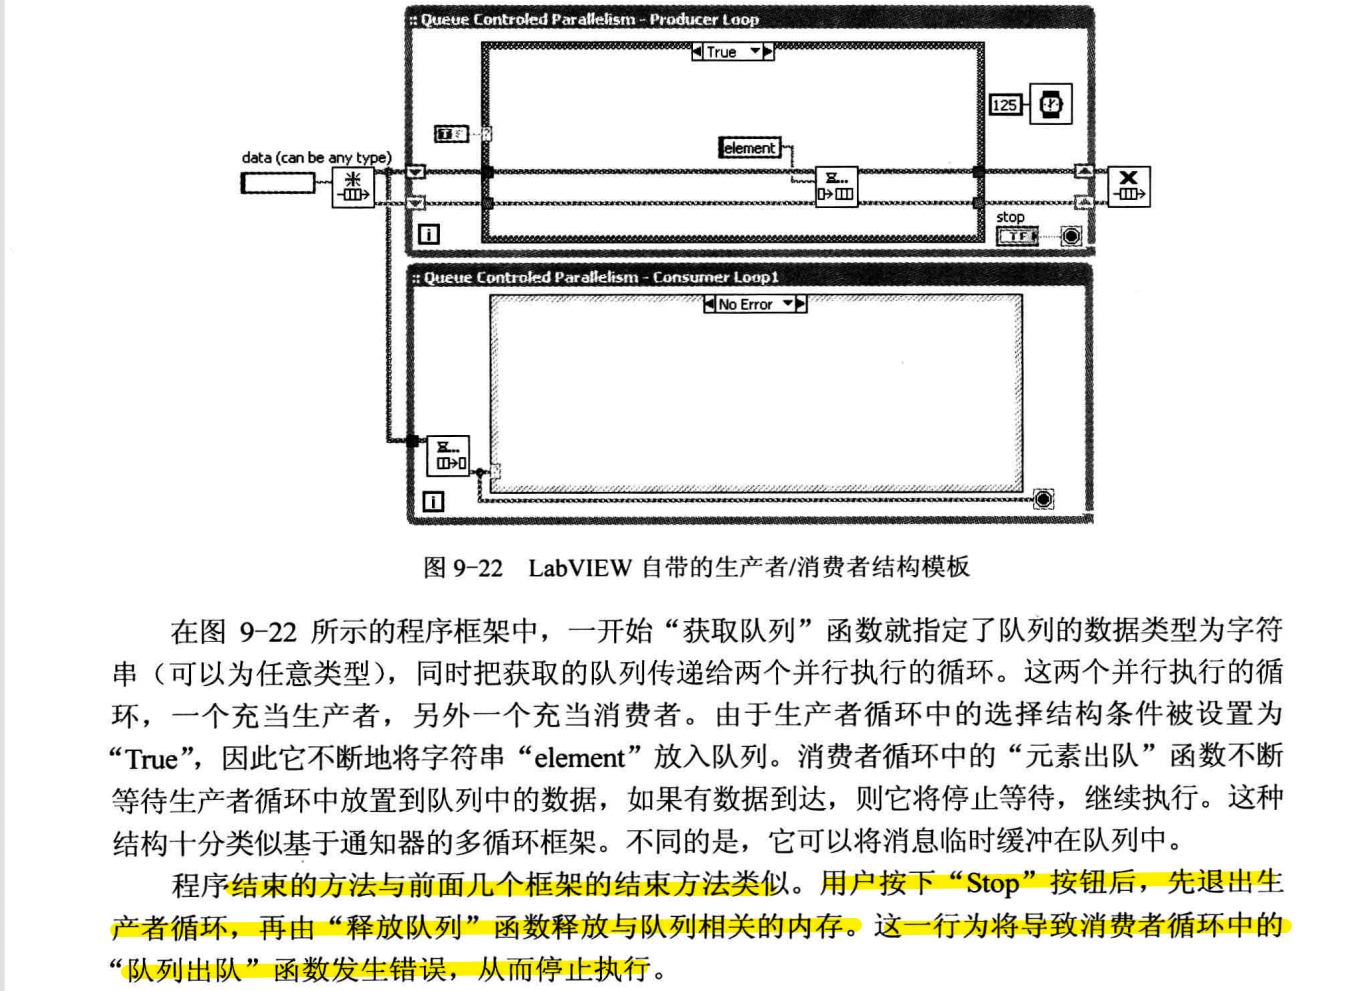 :: Queue Controled Parallelism - Producer Loop
True
125
TF
element
data (can be any type)
stop
TF
i
:: Queue Controled Parallelism - Consumer Loop1
No Error
i
图 9-22 LabVIEW 自带的生产者/消费者结构模板
在图 9-22 所示的程序框架中，一开始“获取队列”函数就指定了队列的数据类型为字符
串（可以为任意类型），同时把获取的队列传递给两个并行执行的循环。这两个并行执行的循
环，一个充当生产者，另外一个充当消费者。由于生产者循环中的选择结构条件被设置为
“True”，因此它不断地将字符串“element”放入队列。消费者循环中的“元素出队”函数不断
等待生产者循环中放置到队列中的数据，如果有数据到达，则它将停止等待，继续执行。这种
结构十分类似基于通知器的多循环框架。不同的是，它可以将消息临时缓冲在队列中。
程序结束的方法与前面几个框架的结束方法类似。用户按下“Stop”按钮后，先退出生
产者循环，再由“释放队列”函数释放与队列相关的内存。这一行为将导致消费者循环中的
“队列出队”函数发生错误，从而停止执行。